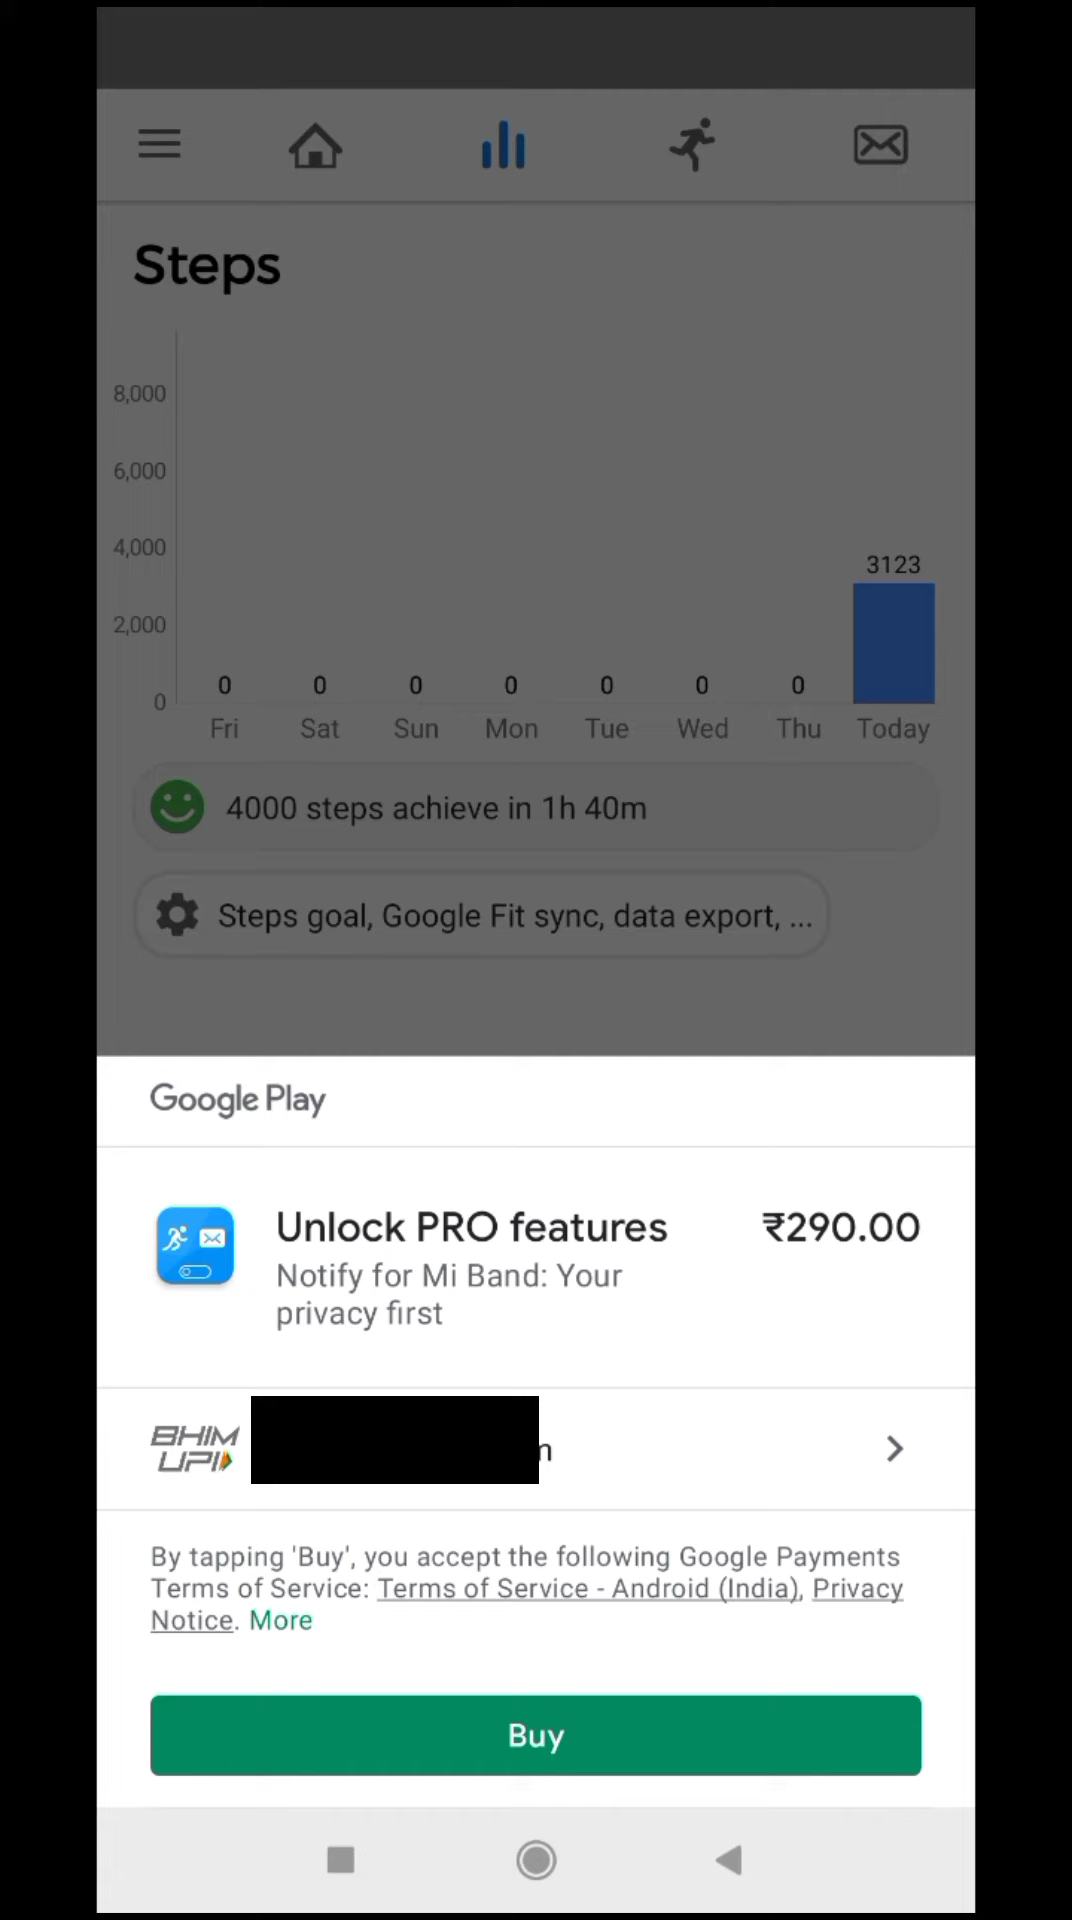 Steps
8,000
6,000
4,000
2,000
0
3123
0 0 0 0 0 0 0
Fri Sat Sun Mon Tue Wed Thu Today
4000 steps achieve in 1h 40m
Steps goal, Google Fit sync, data export, ...
Google Play
Unlock PRO features ₹290.00
Notify for Mi Band: Your
privacy first
BHIM
UPI
By tapping 'Buy', you accept the following Google Payments
Terms of Service: Terms of Service - Android (India), Privacy
Notice. More
Buy